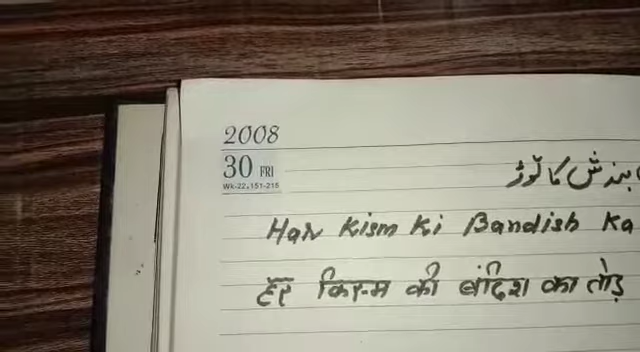 2008
30 FRI
Wk-22,151-215
بندش کا توڑ
Har Kism Ki Bandish Ka
हर किस्म की बंदिश का तोड़